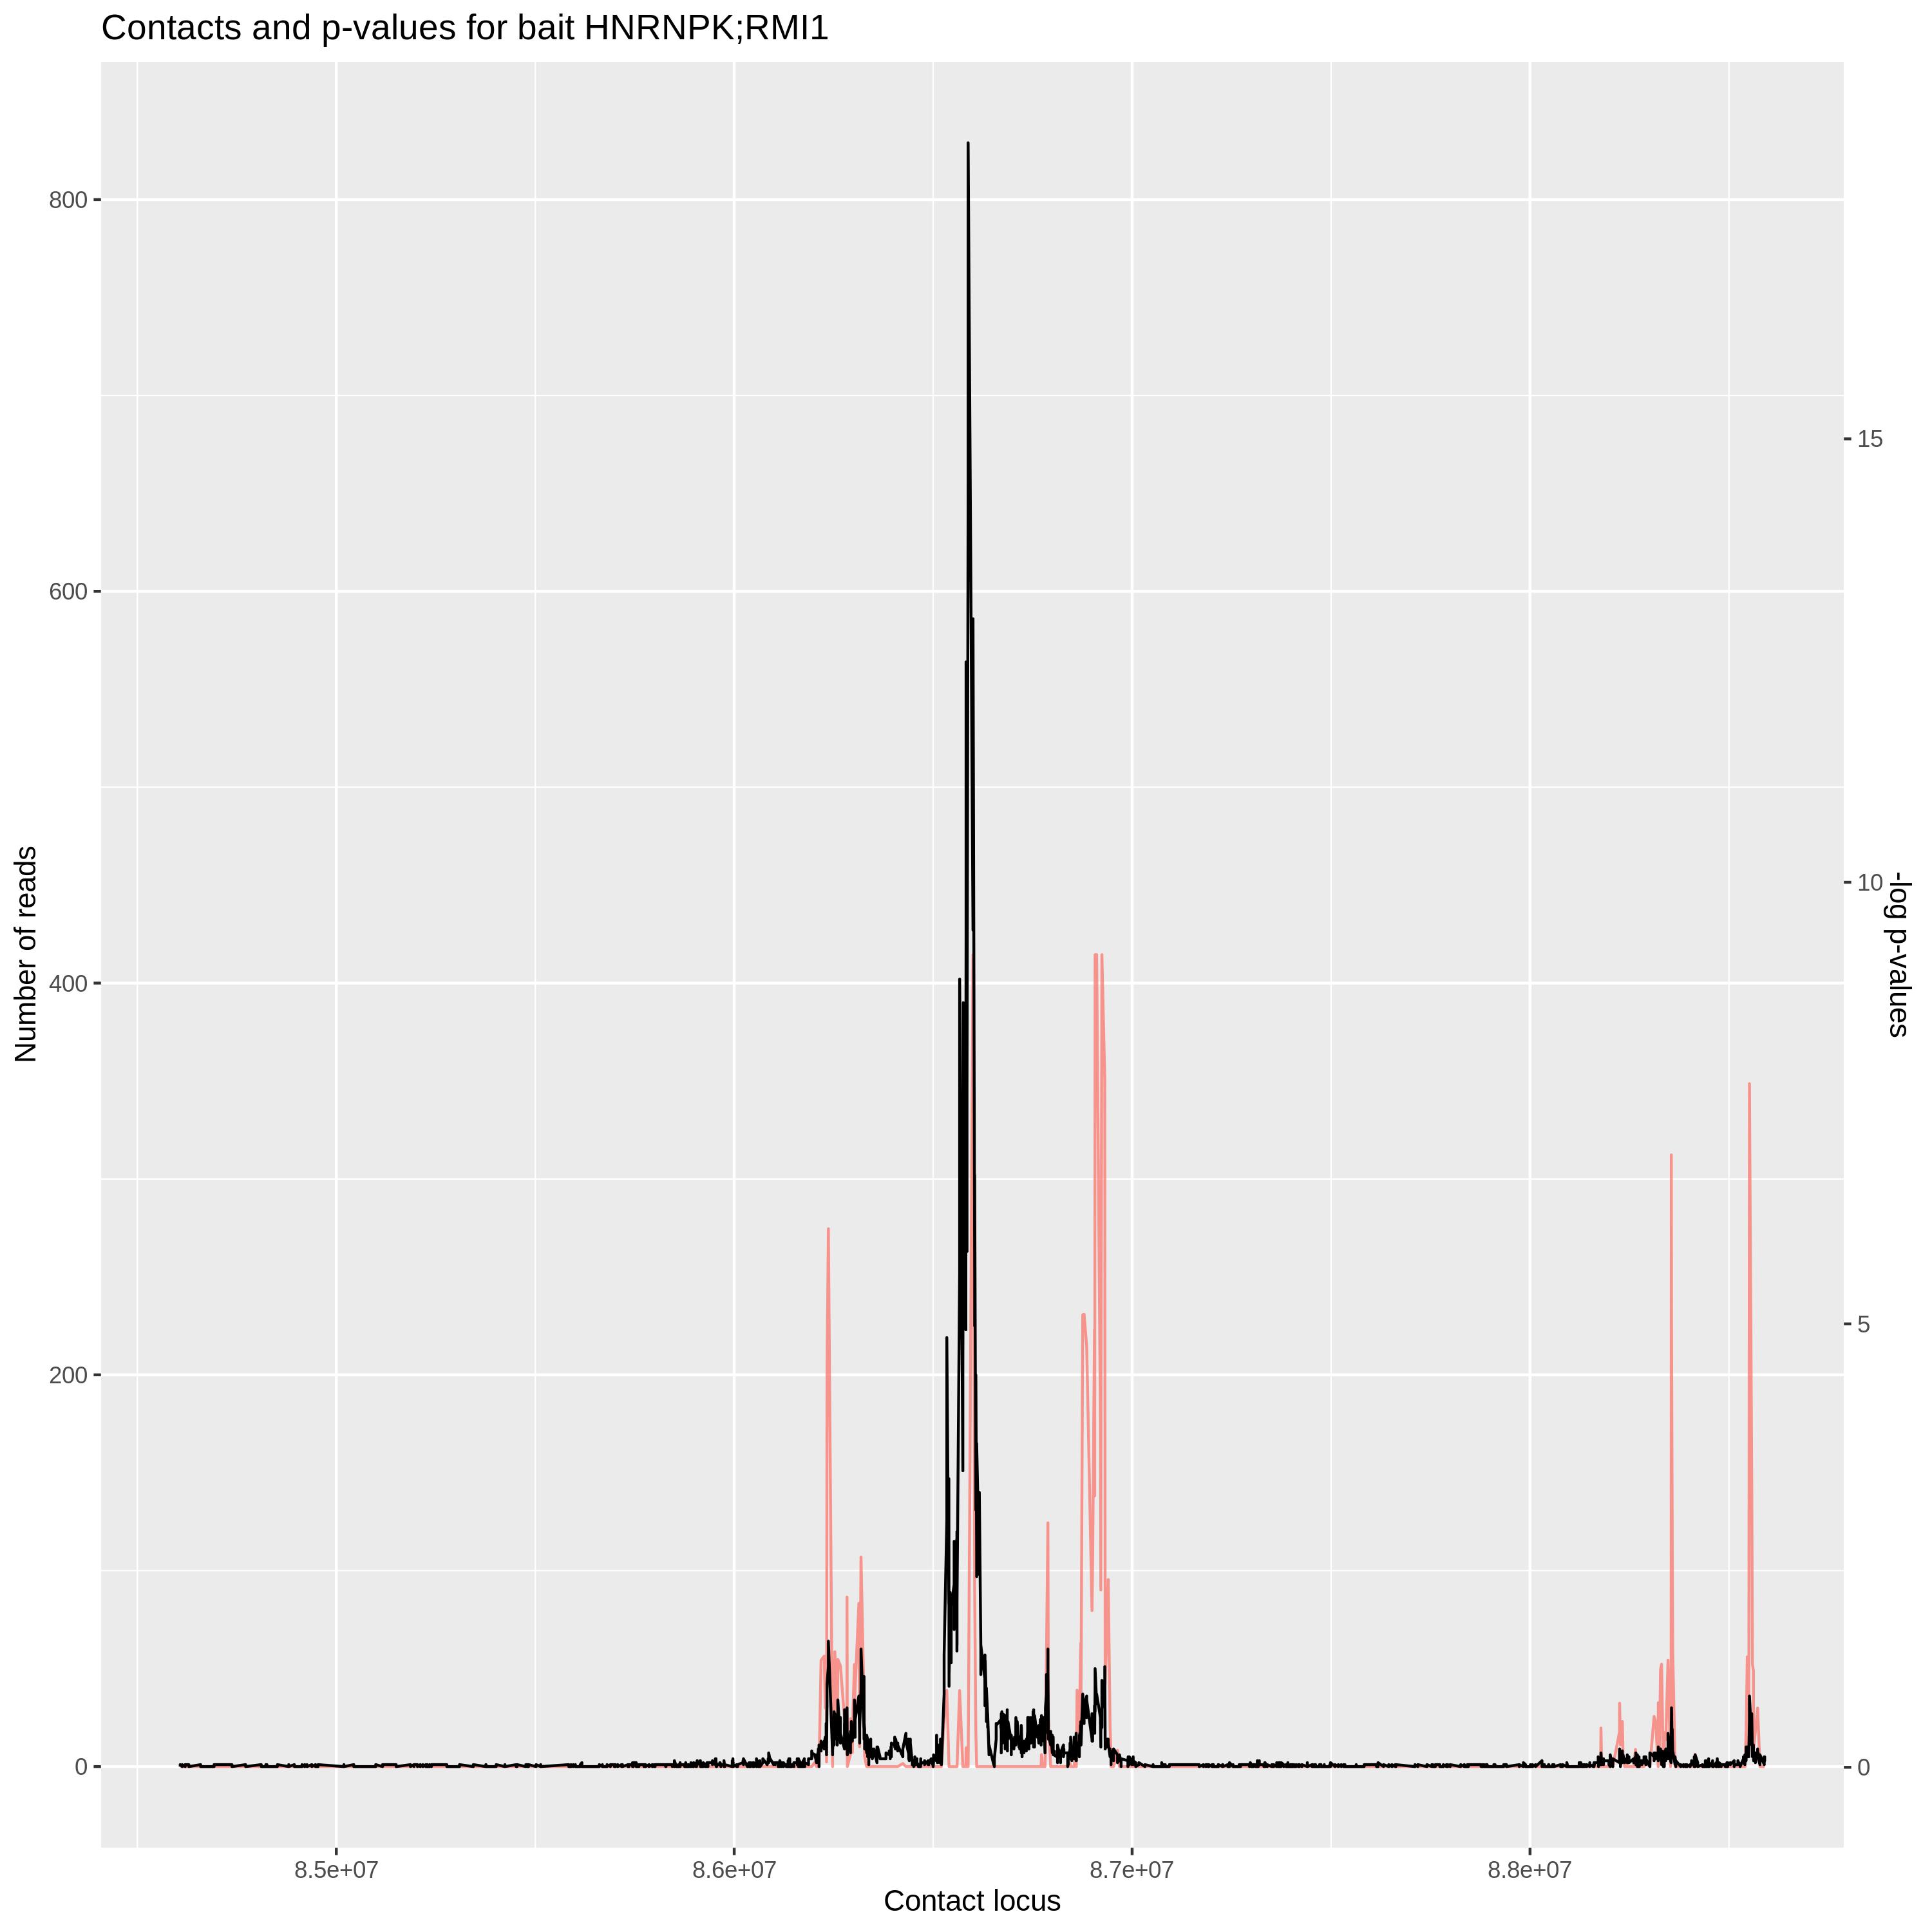 Contacts and p-values for bait HNRNPK;RMI1
800
600
400
200
0
Number of reads
15
10
5
0
-log p-values
8.5e+07 8.6e+07 8.7e+07 8.8e+07
Contact locus